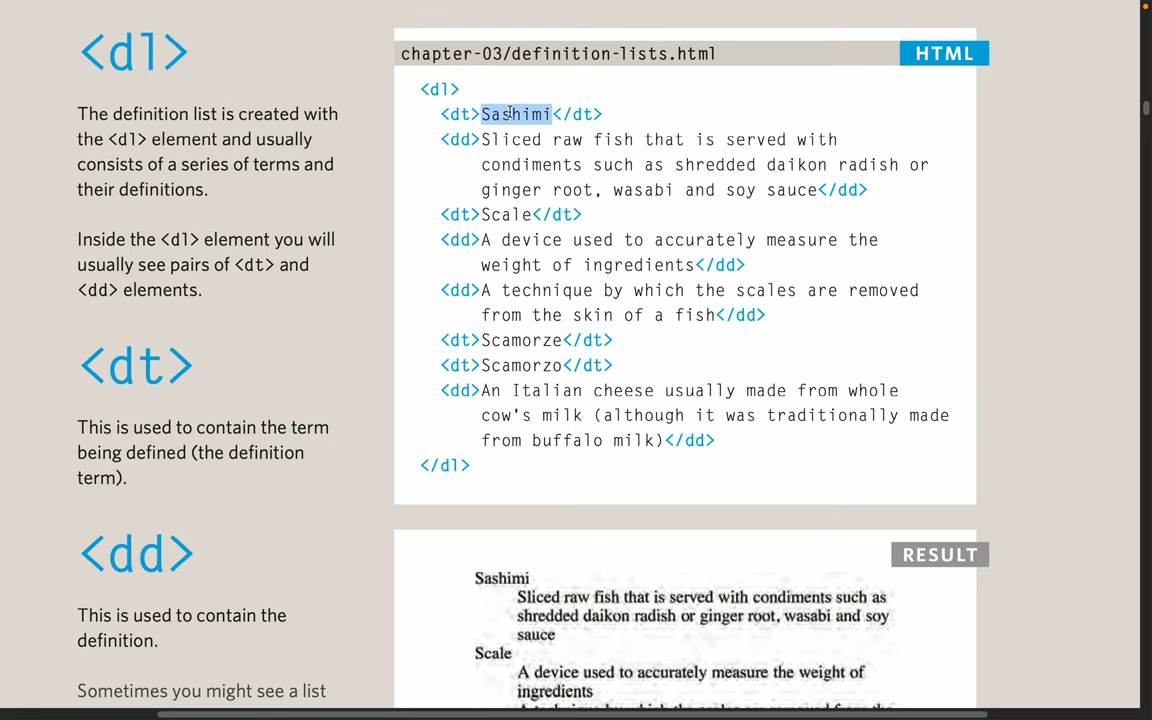 <dl>
The definition list is created with
the <dl> element and usually
consists of a series of terms and
their definitions.
Inside the <dl> element you will
usually see pairs of <dt> and
<dd> elements.
<dt>
This is used to contain the term
being defined (the definition
term).
<dd>
This is used to contain the
definition.
Sometimes you might see a list
chapter-03/definition-lists.html
HTML
<dl>
<dt>Sashimi</dt>
<dd>Sliced raw fish that is served with
condiments such as shredded daikon radish or
ginger root, wasabi and soy sauce</dd>
<dt>Scale</dt>
<dd>A device used to accurately measure the
weight of ingredients</dd>
<dd>A technique by which the scales are removed
from the skin of a fish</dd>
<dt>Scamorze</dt>
<dt>Scamorzo</dt>
<dd>An Italian cheese usually made from whole
cow's milk (although it was traditionally made
from buffalo milk)</dd>
</dl>
RESULT
Sashimi
Sliced raw fish that is served with condiments such as
shredded daikon radish or ginger root, wasabi and soy
sauce
Scale
A device used to accurately measure the weight of
ingredients